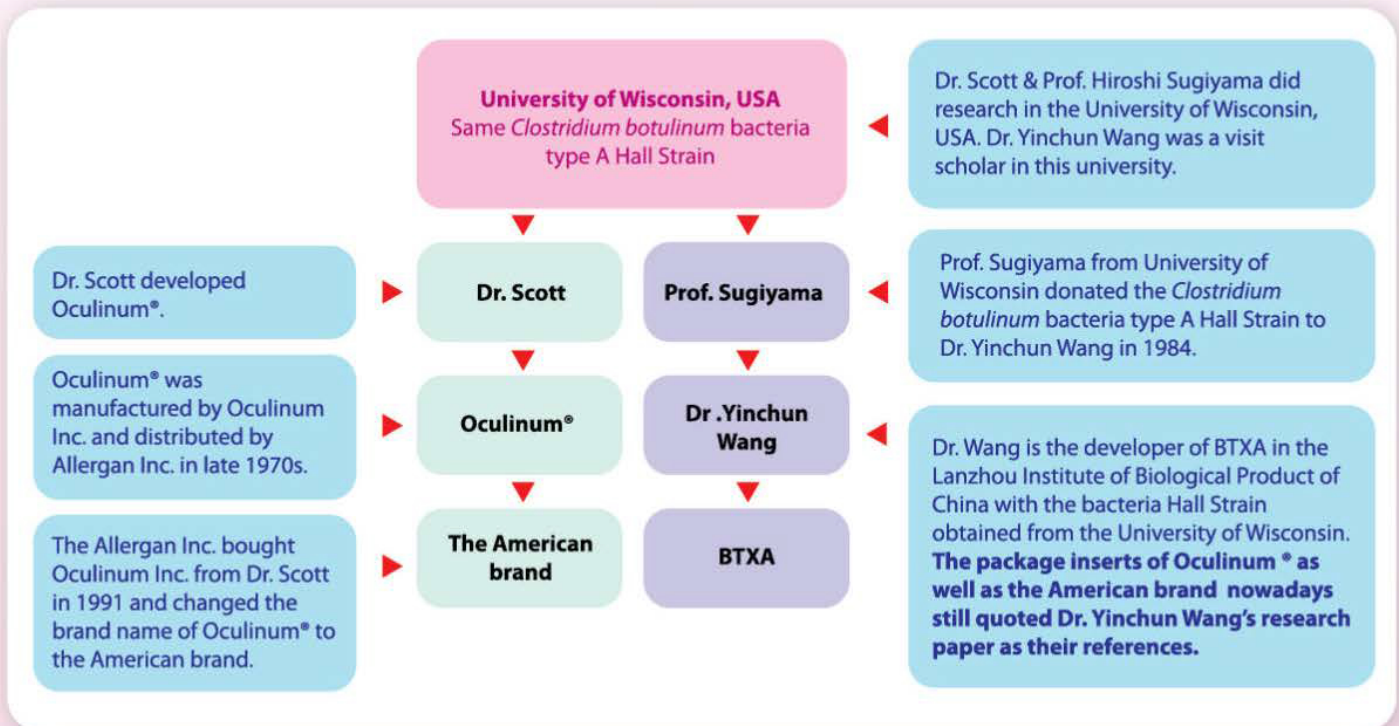 University of Wisconsin, USA
Same Clostridium botulinum bacteria
type A Hall Strain
Dr. Scott & Prof. Hiroshi Sugiyama did
research in the University of Wisconsin,
USA. Dr. Yinchun Wang was a visit
scholar in this university.
Dr. Scott developed
Oculinum®.
Dr. Scott
Prof. Sugiyama
Prof. Sugiyama from University of
Wisconsin donated the Clostridium
botulinum bacteria type A Hall Strain to
Dr. Yinchun Wang in 1984.
Oculinum® was
manufactured by Oculinum
Inc. and distributed by
Allergan Inc. in late 1970s.
Oculinum®
Dr .Yinchun
Wang
Dr. Wang is the developer of BTXA in the
Lanzhou Institute of Biological Product of
China with the bacteria Hall Strain
obtained from the University of Wisconsin.
The package inserts of Oculinum ® as
well as the American brand nowadays
still quoted Dr. Yinchun Wang's research
paper as their references.
The Allergan Inc. bought
Oculinum Inc. from Dr. Scott
in 1991 and changed the
brand name of Oculinum® to
the American brand.
The American
brand
BTXA